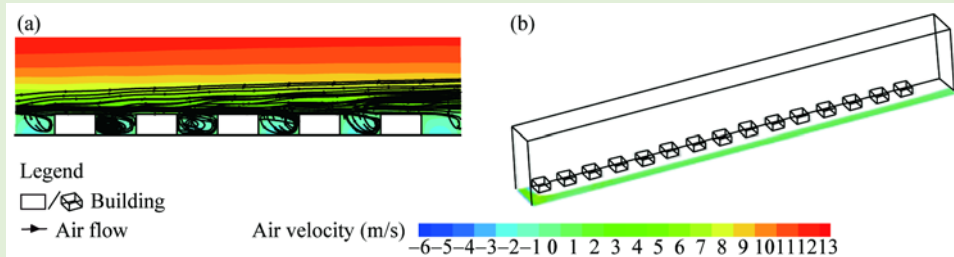 (a)
(b)
Legend
/ Building
Air flow
Air velocity (m/s)
−6−5−4−3−2−1 0 1 2 3 4 5 6 7 8 9 10111213